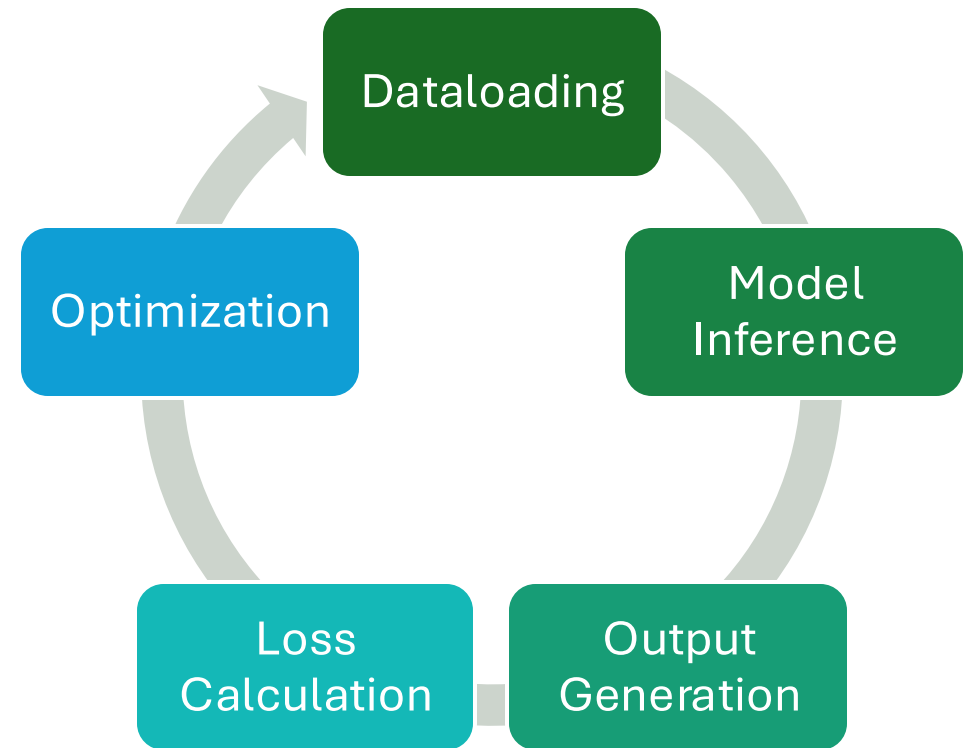 Dataloading
Model
Inference
Output
Generation
Loss
Calculation
Optimization